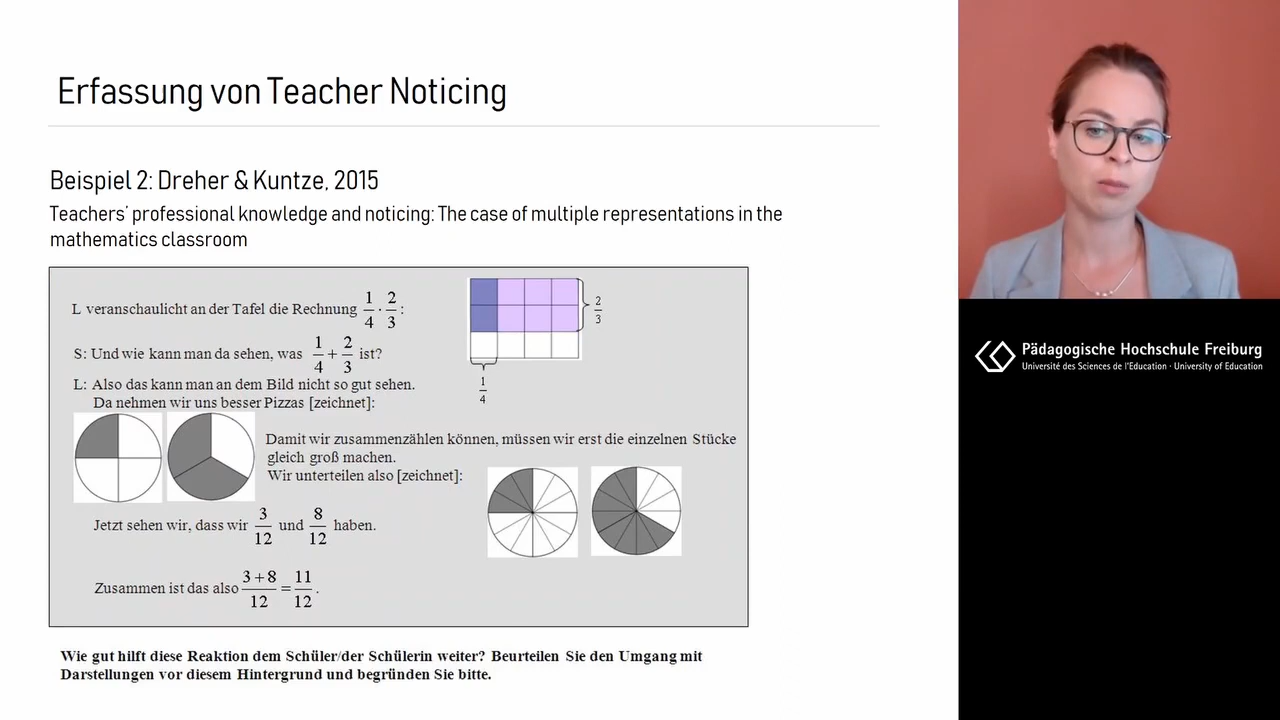 Erfassung von Teacher Noticing
Beispiel 2: Dreher & Kuntze, 2015
Teachers' professional knowledge and noticing: The case of multiple representations in the
mathematics classroom
L veranschaulicht an der Tafel die Rechnung 1/4 · 2/3 :
2/3
1/4
S: Und wie kann man da sehen, was 1/4 + 2/3 ist?
L: Also das kann man an dem Bild nicht so gut sehen.
Da nehmen wir uns besser Pizzas [zeichnet]:
Damit wir zusammenzählen können, müssen wir erst die einzelnen Stücke
gleich groß machen.
Wir unterteilen also [zeichnet]:
Jetzt sehen wir, dass wir 3/12 und 8/12 haben.
Zusammen ist das also 3+8/12 = 11/12 .
Wie gut hilft diese Reaktion dem Schüler/der Schülerin weiter? Beurteilen Sie den Umgang mit
Darstellungen vor diesem Hintergrund und begründen Sie bitte.
Pädagogische Hochschule Freiburg
Université des Sciences de l'Education · University of Education